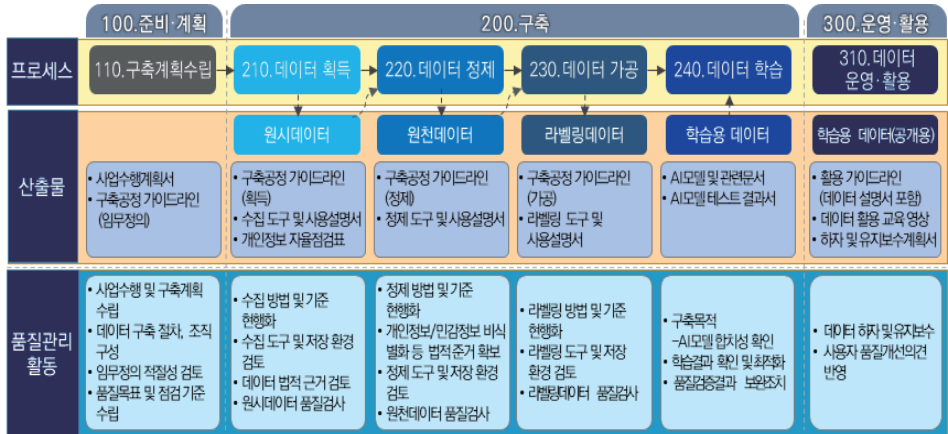 100.준비·계획
200.구축
300.운영·활용
프로세스
110.구축계획수립
210.데이터 획득
220.데이터 정제
230.데이터 가공
240.데이터 학습
310.데이터
운영·활용
산출물
원시데이터
원천데이터
라벨링데이터
학습용 데이터
학습용 데이터(공개용)
• 사업수행계획서
• 구축공정 가이드라인
(임무정의)
• 구축공정 가이드라인
(획득)
• 수집 도구 및 사용설명서
• 개인정보 자율점검표
• 구축공정 가이드라인
(정제)
• 정제 도구 및 사용설명서
• 구축공정 가이드라인
(가공)
• 라벨링 도구 및
사용설명서
• AI모델 및 관련문서
• AI모델 테스트 결과서
• 활용 가이드라인
(데이터 설명서 포함)
• 데이터 활용 교육 영상
• 하자 및 유지보수계획서
품질관리
활동
• 사업수행 및 구축계획
수립
• 데이터 구축 절차, 조직
구성
• 임무정의 적절성 검토
• 품질목표 및 점검 기준
수립
• 수집 방법 및 기준
현행화
• 수집 도구 및 저장 환경
검토
• 데이터 법적 근거 검토
• 원시데이터 품질검사
• 정제 방법 및 기준
현행화
• 개인정보/민감정보 비식
별화 등 법적 준거 확보
• 정제 도구 및 저장 환경
검토
• 원천데이터 품질검사
• 라벨링 방법 및 기준
현행화
• 라벨링 도구 및 저장
환경 검토
• 라벨링데이터 품질검사
• 구축목적
-AI모델 합치성 확인
• 학습결과 확인 및 최적화
• 품질검증결과 보완조치
• 데이터 하자 및 유지보수
• 사용자 품질개선의견
반영